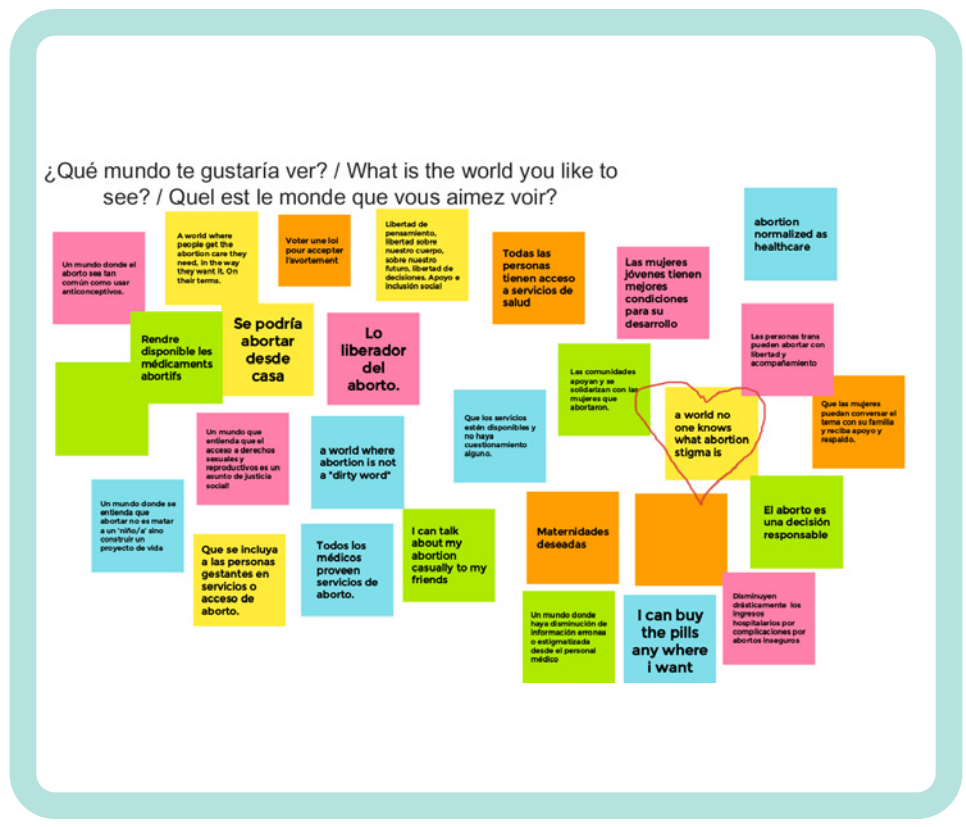 ¿Qué mundo te gustaría ver? / What is the world you like to
see? / Quel est le monde que vous aimez voir?
Un mundo donde el
aborto sea tan
común como usar
anticonceptivos.
A world where
people get the
abortion care they
need, in the way
they want it. On
their terms.
Voter une loi
pour accepter
l'avortement
Libertad de
pensamiento,
libertad sobre
nuestro cuerpo,
sobre nuestro
futuro, libertad de
decisiones. Apoyo e
inclusión social
Todas las
personas
tienen acceso
a servicios de
salud
Las mujeres
jóvenes tienen
mejores
condiciones
para su
desarrollo
abortion
normalized as
healthcare
Rendre
disponible les
médicaments
abortifs
Se podría
abortar
desde
casa
Lo
liberador
del
aborto.
Las personas trans
pueden abortar con
libertad y
acompañamiento
Las comunidades
apoyan y se
solidarizan con las
mujeres que
abortaron.
Que las mujeres
puedan conversar el
tema con su familia
y reciba apoyo y
respaldo.
a world no
one knows
what abortion
stigma is
Que los servicios
estén disponibles y
no haya
cuestionamiento
alguno.
Un mundo que
entienda que el
acceso a derechos
sexuales y
reproductivos es un
asunto de justicia
social!
a world where
abortion is not
a "dirty word"
Un mundo donde se
entienda que
abortar no es matar
a un 'niño/a' sino
construir un
proyecto de vida
Que se incluya
a las personas
gestantes en
servicios o
acceso de
aborto.
Todos los
médicos
proveen
servicios de
aborto.
I can talk
about my
abortion
casually to my
friends
Maternidades
deseadas
El aborto es
una decisión
responsable
Un mundo donde
haya disminución de
información erronea
o estigmatizada
desde el personal
médico
I can buy
the pills
any where
i want
Disminuyen
drásticamente los
ingresos
hospitalarios por
complicaciones por
abortos inseguros